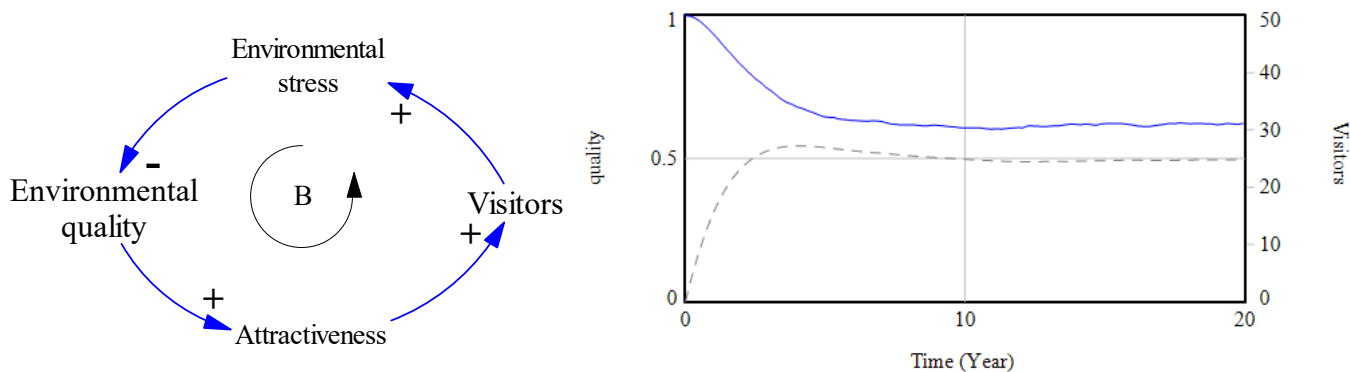 Environmental
stress
+
-
Environmental
quality
B
Visitors
+
+
Attractiveness
1
0.5
0
quality
50
40
30
20
10
0
Visitors
0
10
20
Time (Year)